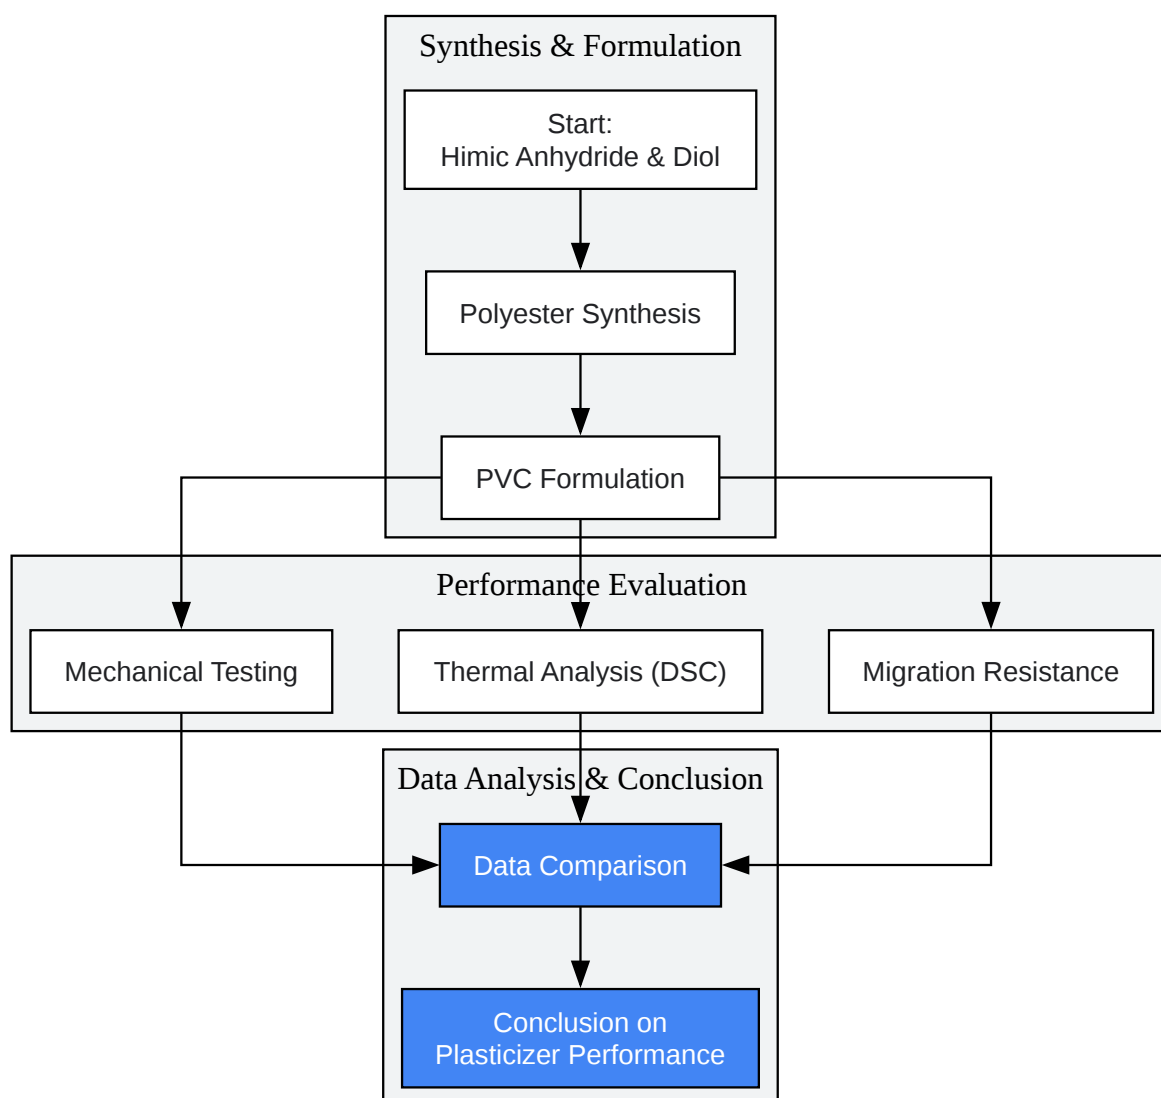 Synthesis & Formulation
Start:
Himic Anhydride & Diol
Polyester Synthesis
PVC Formulation
Performance Evaluation
Mechanical Testing
Thermal Analysis (DSC)
Migration Resistance
Data Analysis & Conclusion
Data Comparison
Conclusion on
Plasticizer Performance